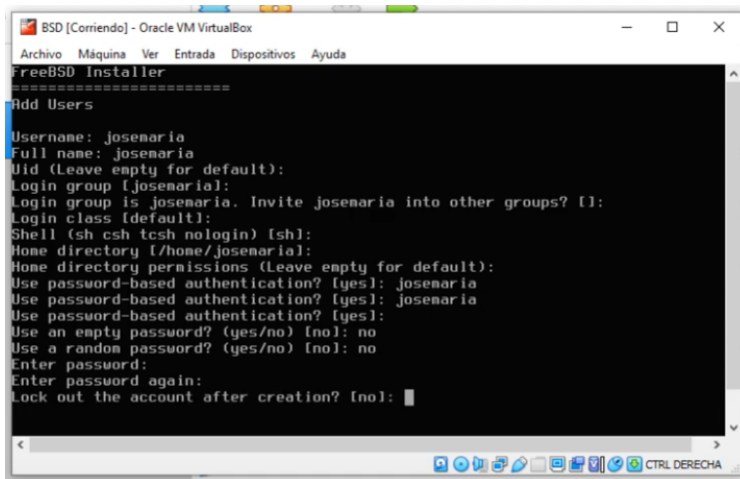 BSD [Corriendo] - Oracle VM VirtualBox
Archivo Máquina Ver Entrada Dispositivos Ayuda
FreeBSD Installer
========================
Add Users
Username: josemaria
Full name: josemaria
Uid (Leave empty for default):
Login group [josemaria]:
Login group is josemaria. Invite josemaria into other groups? []:
Login class [default]:
Shell (sh csh tcsh nologin) [sh]:
Home directory [/home/josemaria]:
Home directory permissions (Leave empty for default):
Use password-based authentication? [yes]: josemaria
Use password-based authentication? [yes]: josemaria
Use password-based authentication? [yes]:
Use an empty password? (yes/no) [no]: no
Use a random password? (yes/no) [no]: no
Enter password:
Enter password again:
Lock out the account after creation? [no]:
CTRL DERECHA